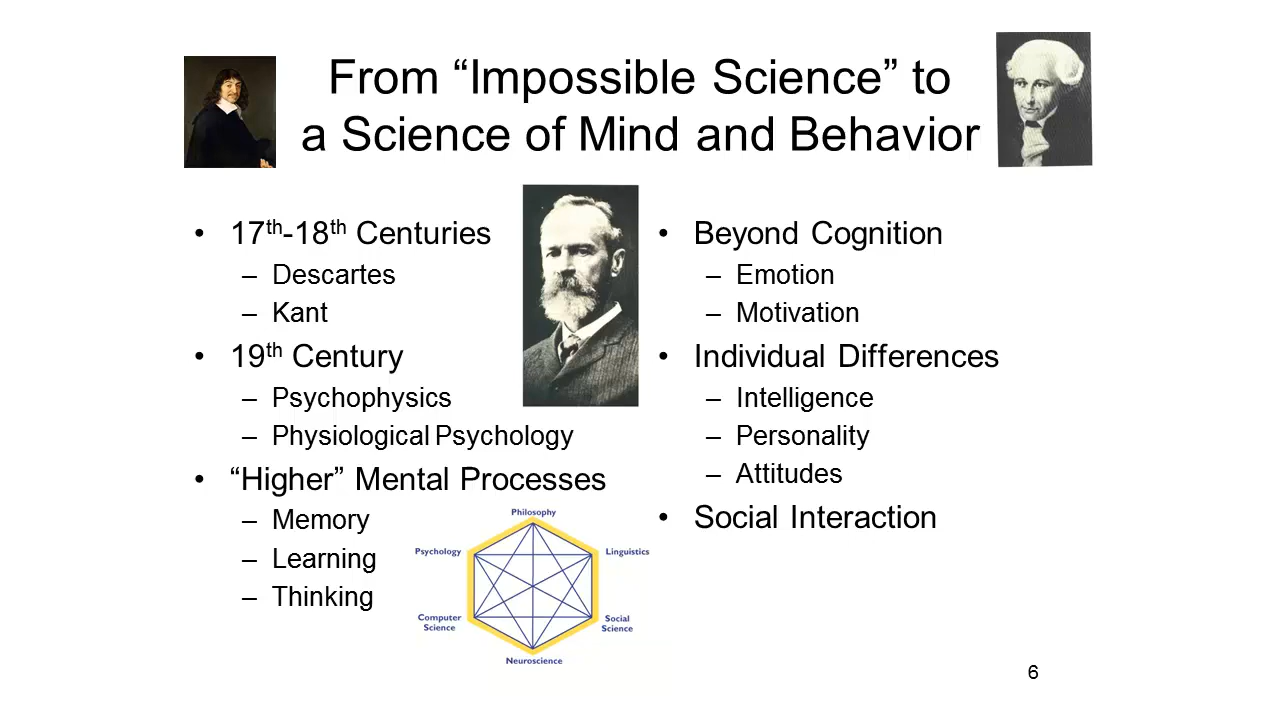 From “Impossible Science” to
a Science of Mind and Behavior
• 17th-18th Centuries
– Descartes
– Kant
• 19th Century
– Psychophysics
– Physiological Psychology
• “Higher” Mental Processes
– Memory
– Learning
– Thinking
Philosophy
Psychology
Linguistics
Computer
Science
Social
Science
Neuroscience
• Beyond Cognition
– Emotion
– Motivation
• Individual Differences
– Intelligence
– Personality
– Attitudes
• Social Interaction
6